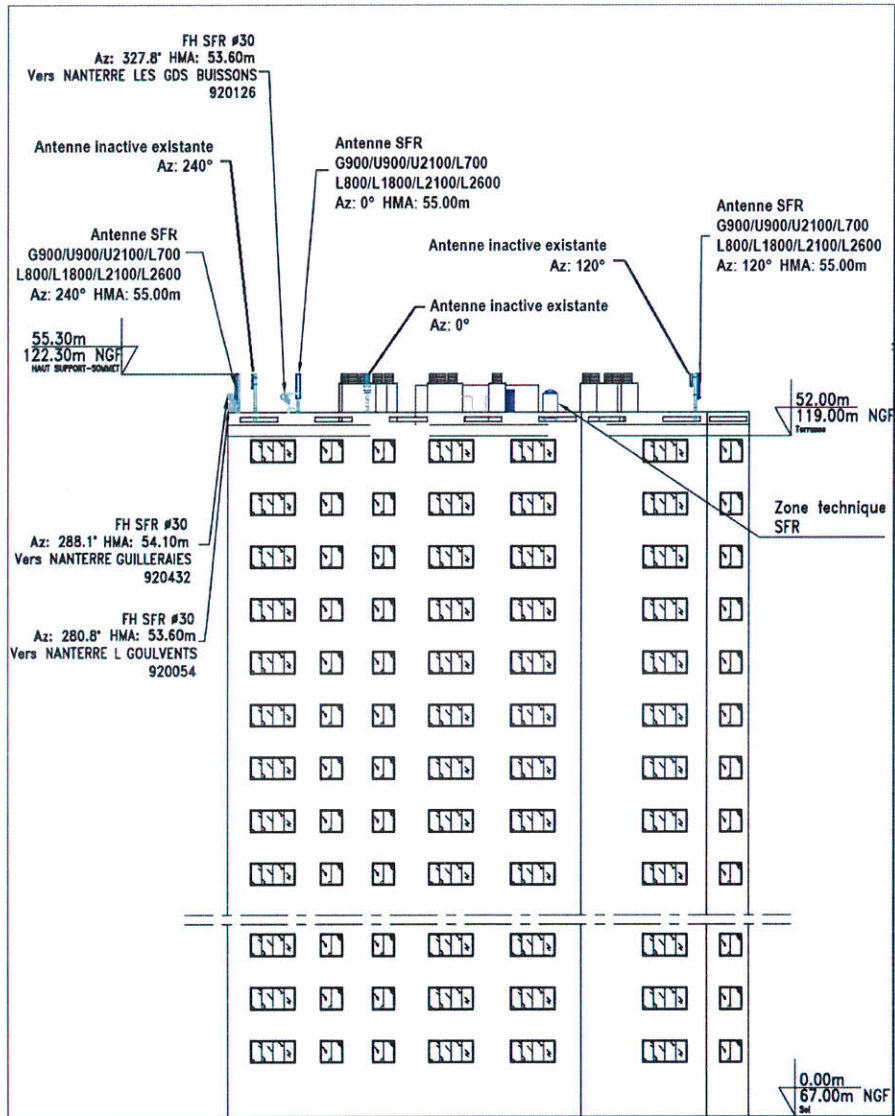 FH SFR ø30
Az: 327.8° HMA: 53.60m
Vers NANTERRE LES GDS BUISSONS
920126
Antenne inactive existante
Az: 240°
Antenne SFR
G900/U900/U2100/L700
L800/L1800/L2100/L2600
Az: 0° HMA: 55.00m
Antenne SFR
G900/U900/U2100/L700
L800/L1800/L2100/L2600
Az: 240° HMA: 55.00m
Antenne inactive existante
Az: 120°
Antenne SFR
G900/U900/U2100/L700
L800/L1800/L2100/L2600
Az: 120° HMA: 55.00m
Antenne inactive existante
Az: 0°
55.30m
122.30m NGF
HAUT SUPPORT-SOMMET
52.00m
119.00m NGF
Terrasse
Zone technique
SFR
FH SFR ø30
Az: 288.1° HMA: 54.10m
Vers NANTERRE GUILLERAIES
920432
FH SFR ø30
Az: 280.8° HMA: 53.60m
Vers NANTERRE L GOULVENTS
920054
0.00m
67.00m NGF
Sol